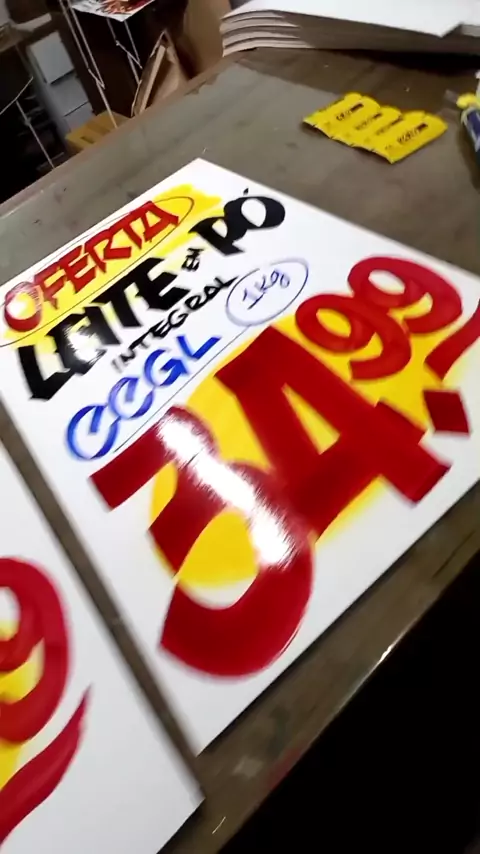 OFERTA
LEITE EM PÓ
INTEGRAL 1Kg
CCGL
34,99